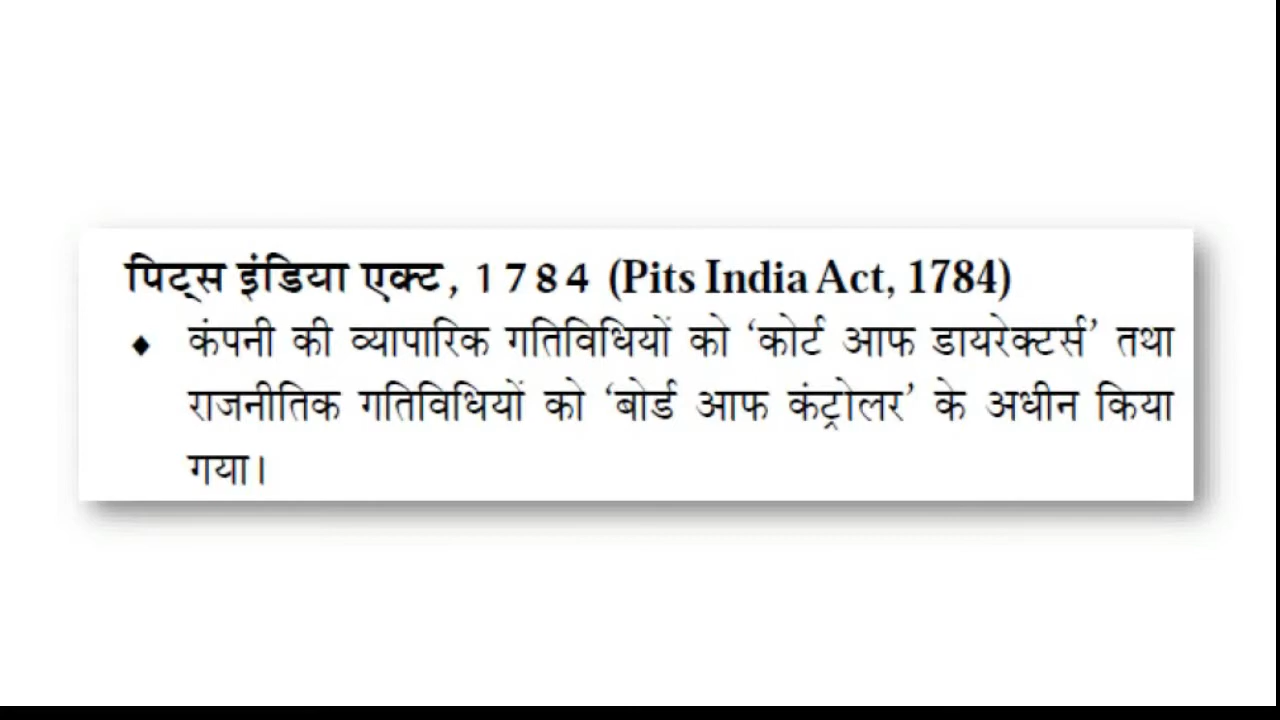 पिट्स इंडिया एक्ट, 1784 (Pits India Act, 1784)
♦ कंपनी की व्यापारिक गतिविधियों को ‘कोर्ट आफ डायरेक्टर्स’ तथा
राजनीतिक गतिविधियों को ‘बोर्ड आफ कंट्रोलर’ के अधीन किया
गया।